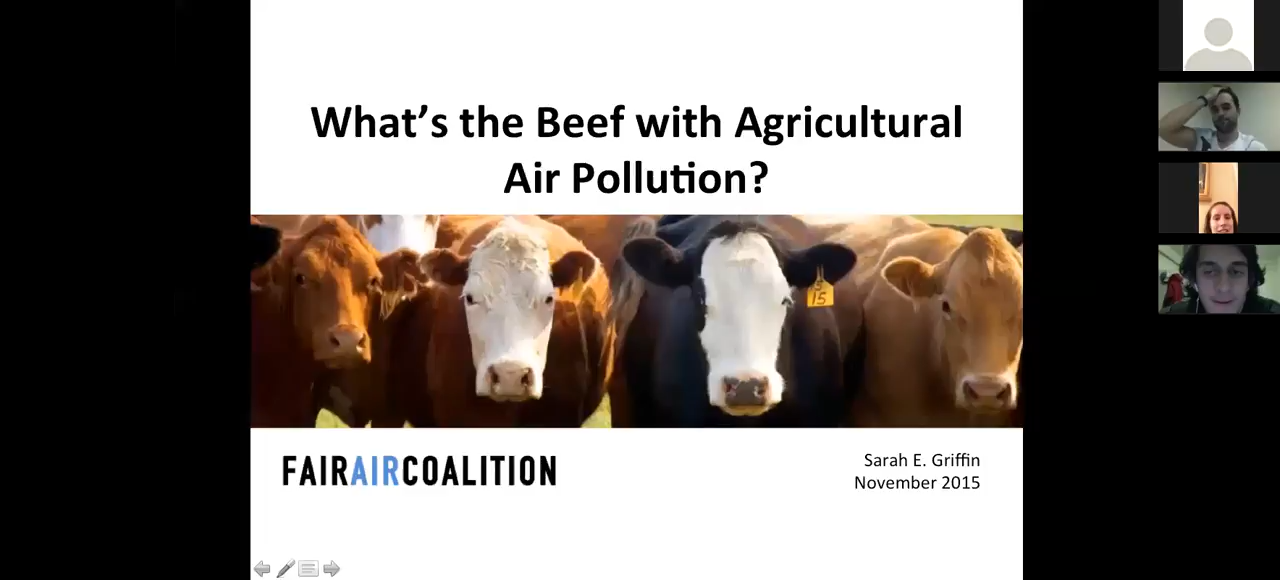 What's the Beef with Agricultural
Air Pollution?
15
FAIRAIRCOALITION
Sarah E. Griffin
November 2015